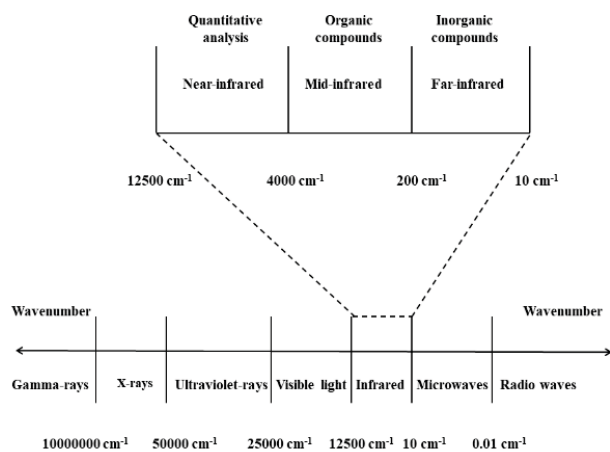 Quantitative analysis Organic compounds Inorganic compounds
Near-infrared Mid-infrared Far-infrared
12500 cm⁻¹ 4000 cm⁻¹ 200 cm⁻¹ 10 cm⁻¹
Wavenumber Wavenumber
Gamma-rays X-rays Ultraviolet-rays Visible light Infrared Microwaves Radio waves
10000000 cm⁻¹ 50000 cm⁻¹ 25000 cm⁻¹ 12500 cm⁻¹ 10 cm⁻¹ 0.01 cm⁻¹